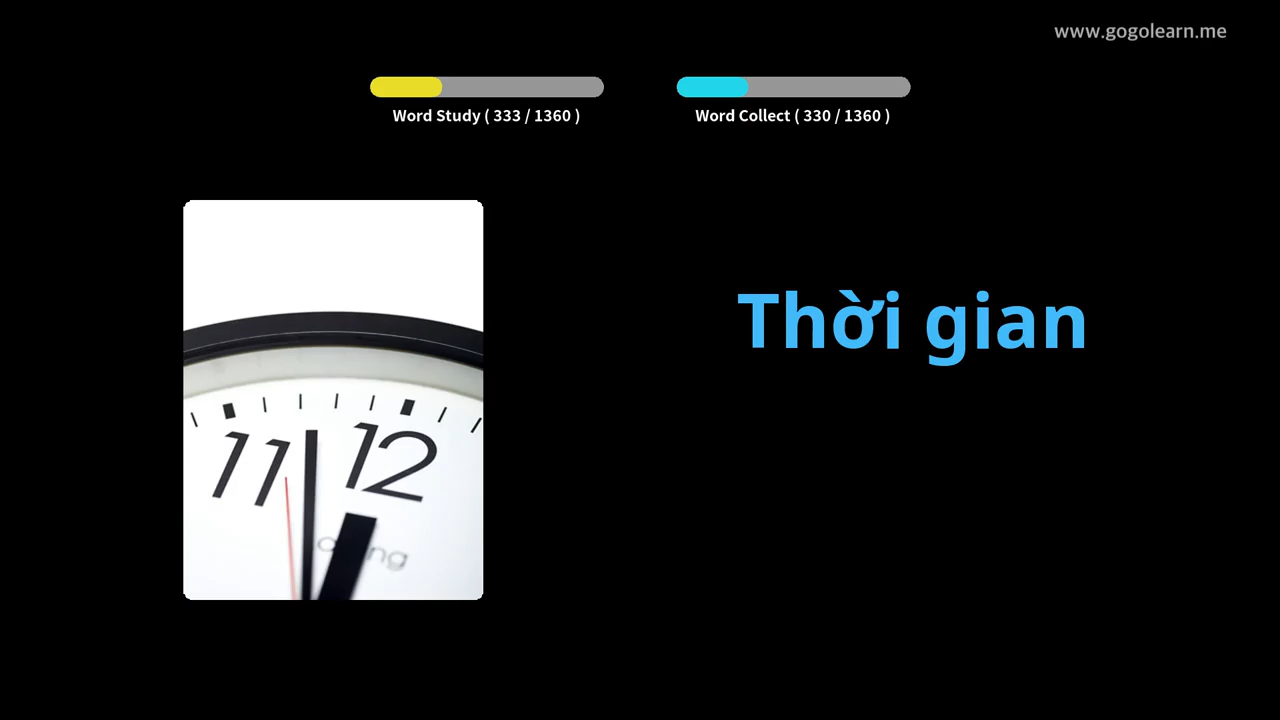 www.gogolearn.me
Word Study ( 333 / 1360 )
Word Collect ( 330 / 1360 )
Thời gian
11
12